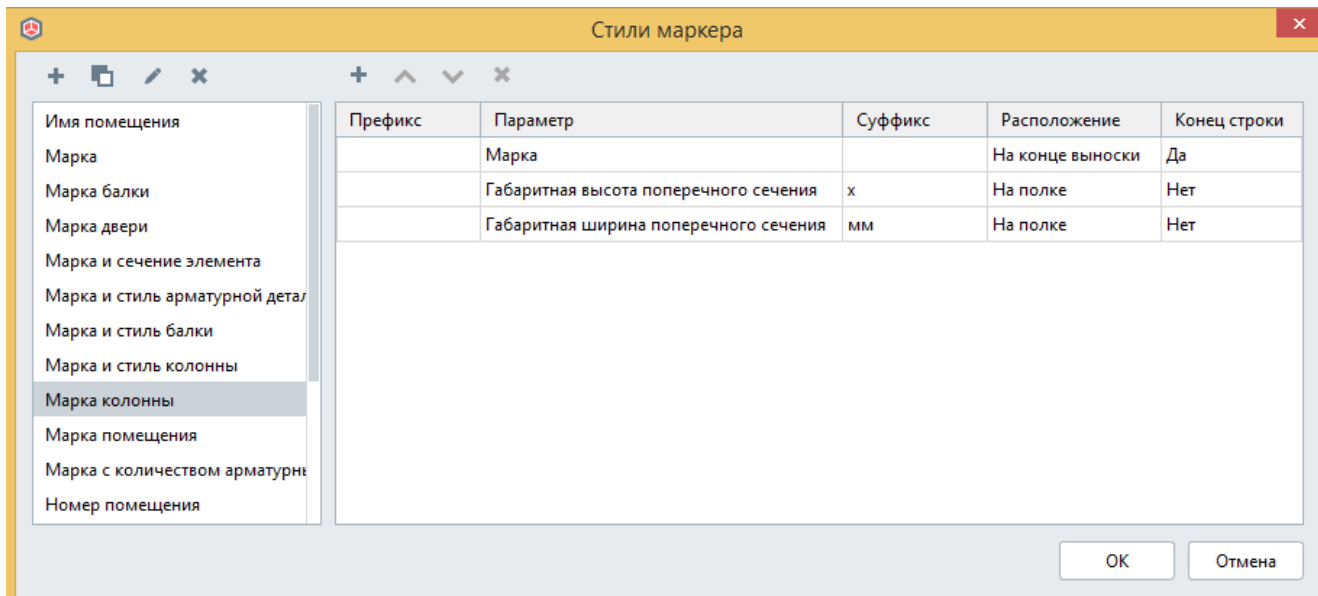 Стили маркера
Имя помещения
Марка
Марка балки
Марка двери
Марка и сечение элемента
Марка и стиль арматурной детал
Марка и стиль балки
Марка и стиль колонны
Марка колонны
Марка помещения
Марка с количеством арматурны
Номер помещения
Префикс Параметр Суффикс Расположение Конец строки
Марка На конце выноски Да
Габаритная высота поперечного сечения х На полке Нет
Габаритная ширина поперечного сечения мм На полке Нет
ОК Отмена